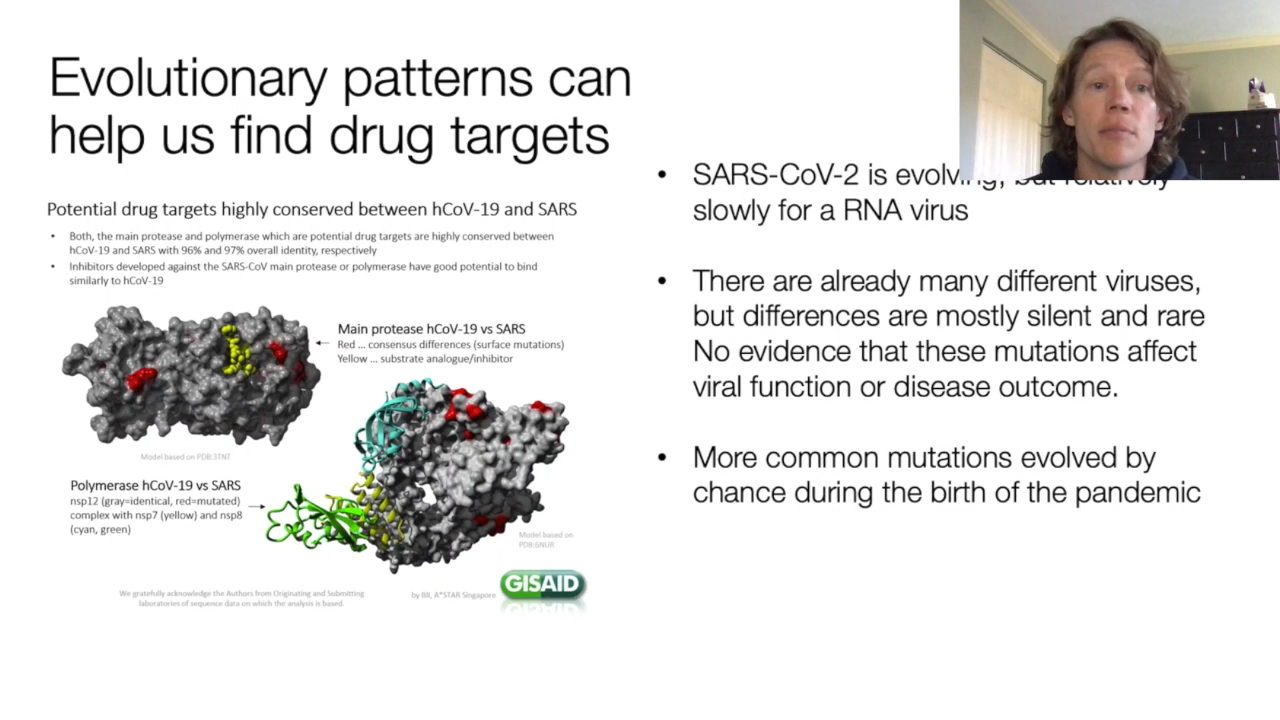 Evolutionary patterns can
help us find drug targets
Potential drug targets highly conserved between hCoV-19 and SARS
• Both, the main protease and polymerase which are potential drug targets are highly conserved between
hCoV-19 and SARS with 96% and 97% overall identity, respectively
• Inhibitors developed against the SARS-CoV main protease or polymerase have good potential to bind
similarly to hCoV-19
Main protease hCoV-19 vs SARS
Red ... consensus differences (surface mutations)
Yellow ... substrate analogue/inhibitor
Model based on PDB:3TNT
Polymerase hCoV-19 vs SARS
nsp12 (gray=identical, red=mutated)
complex with nsp7 (yellow) and nsp8
(cyan, green)
Model based on
PDB:6NUR
We gratefully acknowledge the Authors from Originating and Submitting
laboratories of sequence data on which the analysis is based.
by BII, A*STAR Singapore
GISAID
• SARS-CoV-2 is evolving, but relatively
slowly for a RNA virus
• There are already many different viruses,
but differences are mostly silent and rare
No evidence that these mutations affect
viral function or disease outcome.
• More common mutations evolved by
chance during the birth of the pandemic